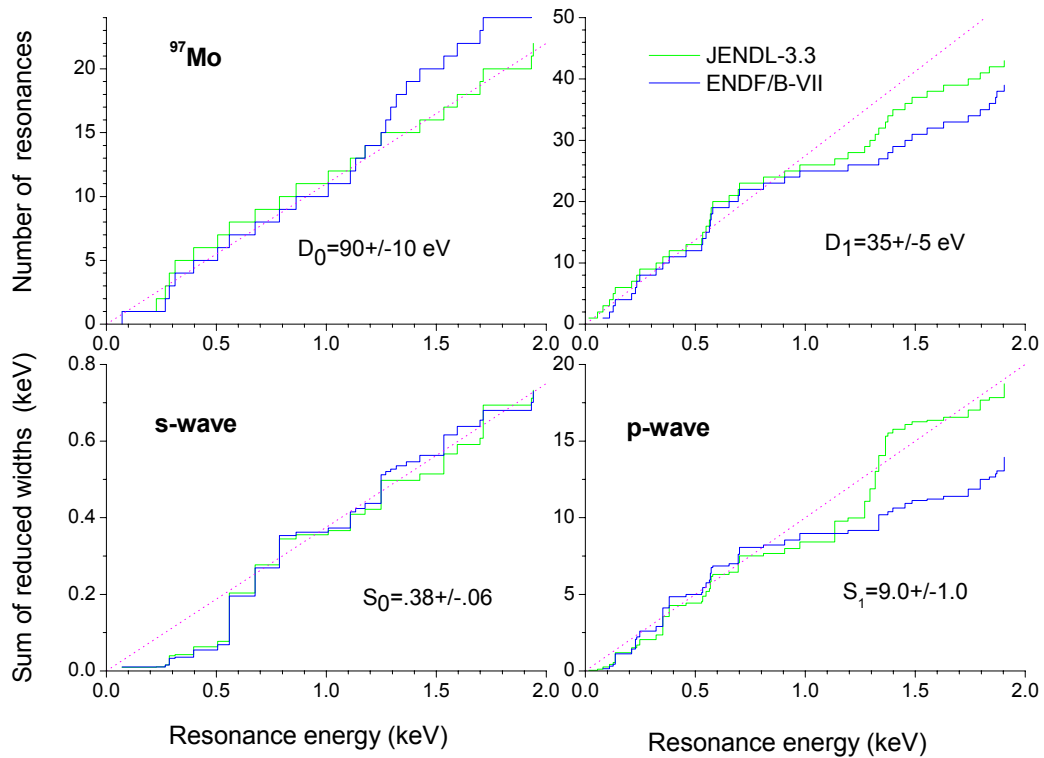 97Mo
Number of resonances
20
15
10
5
0
0.0 0.5 1.0 1.5 2.0
D0=90+/-10 eV
JENDL-3.3
ENDF/B-VII
50
40
30
20
10
0
0.0 0.5 1.0 1.5 2.0
D1=35+/-5 eV
Sum of reduced widths (keV)
0.8
0.6
0.4
0.2
0.0
0.0 0.5 1.0 1.5 2.0
s-wave
S0=.38+/-.06
Resonance energy (keV)
20
15
10
5
0
0.0 0.5 1.0 1.5 2.0
p-wave
S1=9.0+/-1.0
Resonance energy (keV)